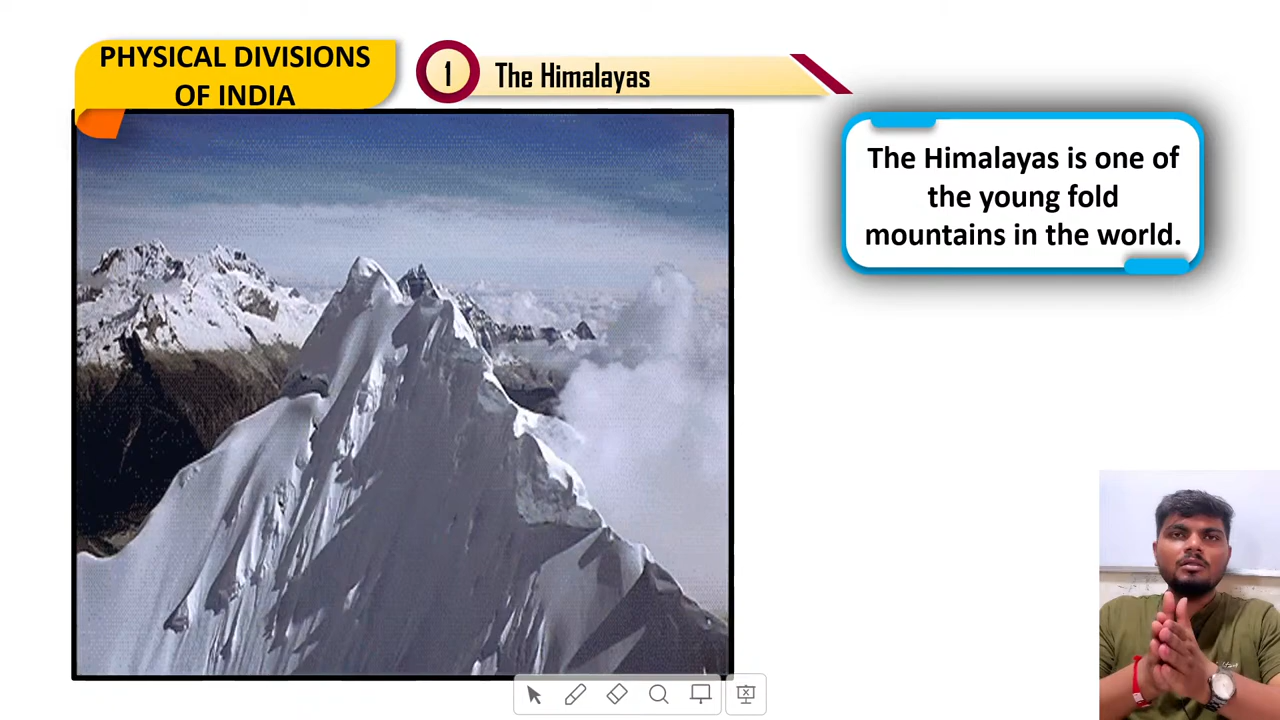 PHYSICAL DIVISIONS
OF INDIA
1
The Himalayas
The Himalayas is one of
the young fold
mountains in the world.